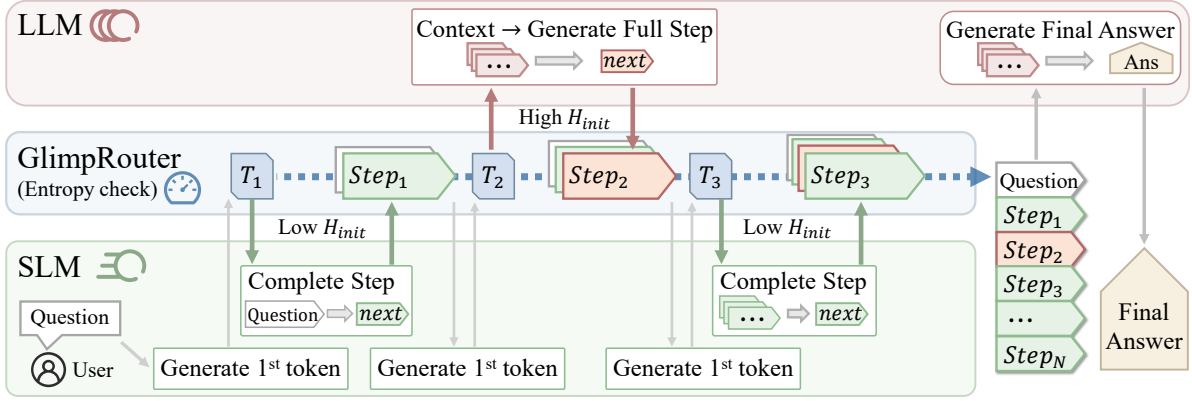 LLM
Context → Generate Full Step
...
next
Generate Final Answer
...
Ans
High H_init
GlimpRouter
(Entropy check)
T_1
Step_1
T_2
Step_2
T_3
Step_3
Question
Step_1
Step_2
Step_3
...
Step_N
Low H_init
Low H_init
SLM
Complete Step
Question
next
Complete Step
...
next
Question
User
Generate 1st token
Generate 1st token
Generate 1st token
Final
Answer